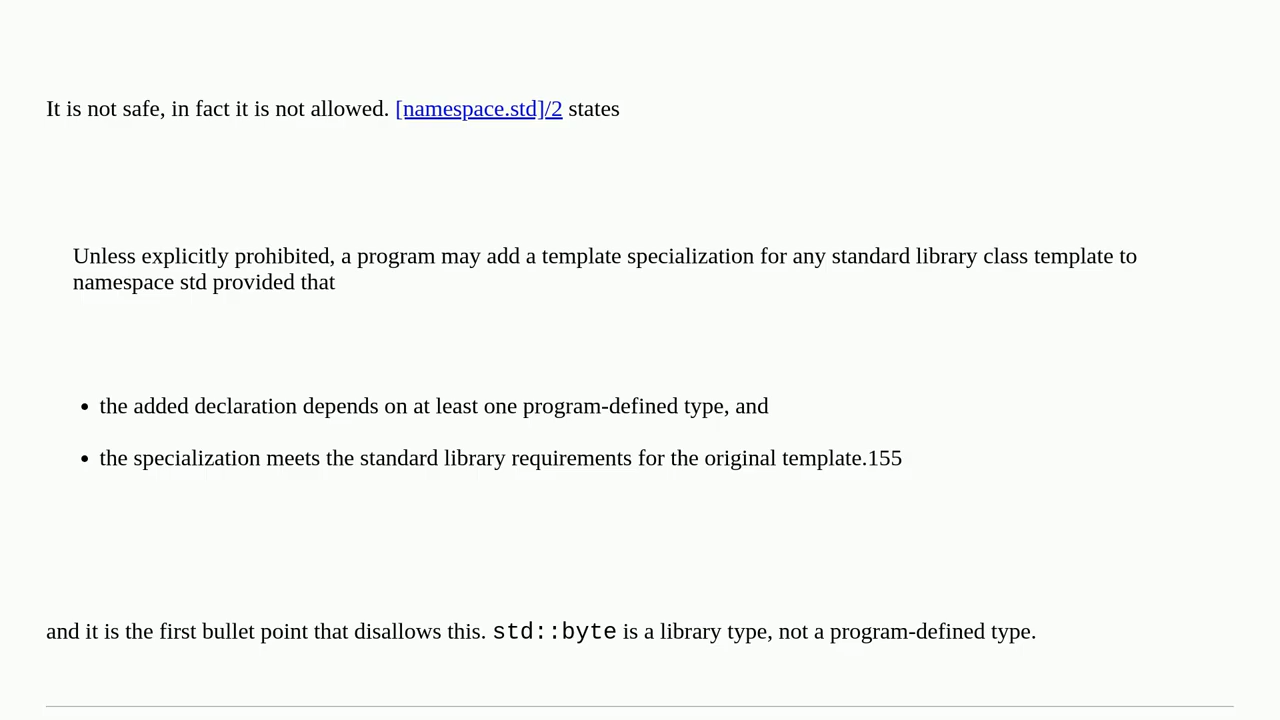 It is not safe, in fact it is not allowed. [namespace.std]/2 states
Unless explicitly prohibited, a program may add a template specialization for any standard library class template to
namespace std provided that
• the added declaration depends on at least one program-defined type, and
• the specialization meets the standard library requirements for the original template.155
and it is the first bullet point that disallows this. std::byte is a library type, not a program-defined type.